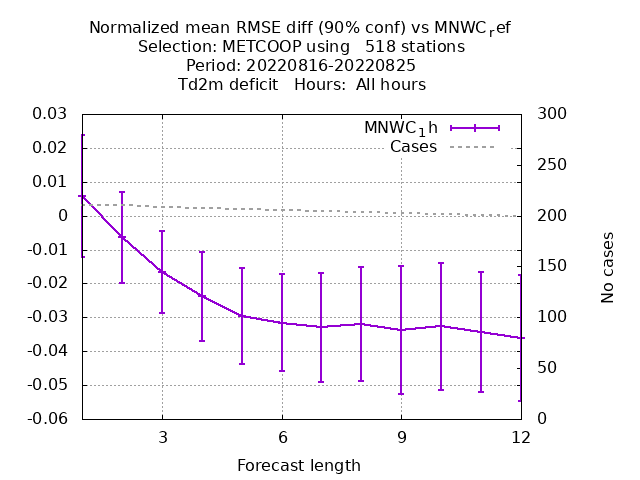 Normalized mean RMSE diff (90% conf) vs MNWC_ref
Selection: METCOOP using 518 stations
Period: 20220816-20220825
Td2m deficit Hours: All hours
MNWC_1h
Cases
0.03
0.02
0.01
0
-0.01
-0.02
-0.03
-0.04
-0.05
-0.06
300
250
200
150
100
50
0
No cases
3 6 9 12
Forecast length